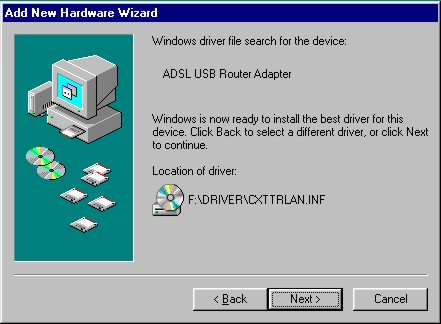 Add New Hardware Wizard
Windows driver file search for the device:
ADSL USB Router Adapter
Windows is now ready to install the best driver for this
device. Click Back to select a different driver, or click Next
to continue.
Location of driver:
F:\DRIVER\CXTTRLAN.INF
< Back
Next >
Cancel